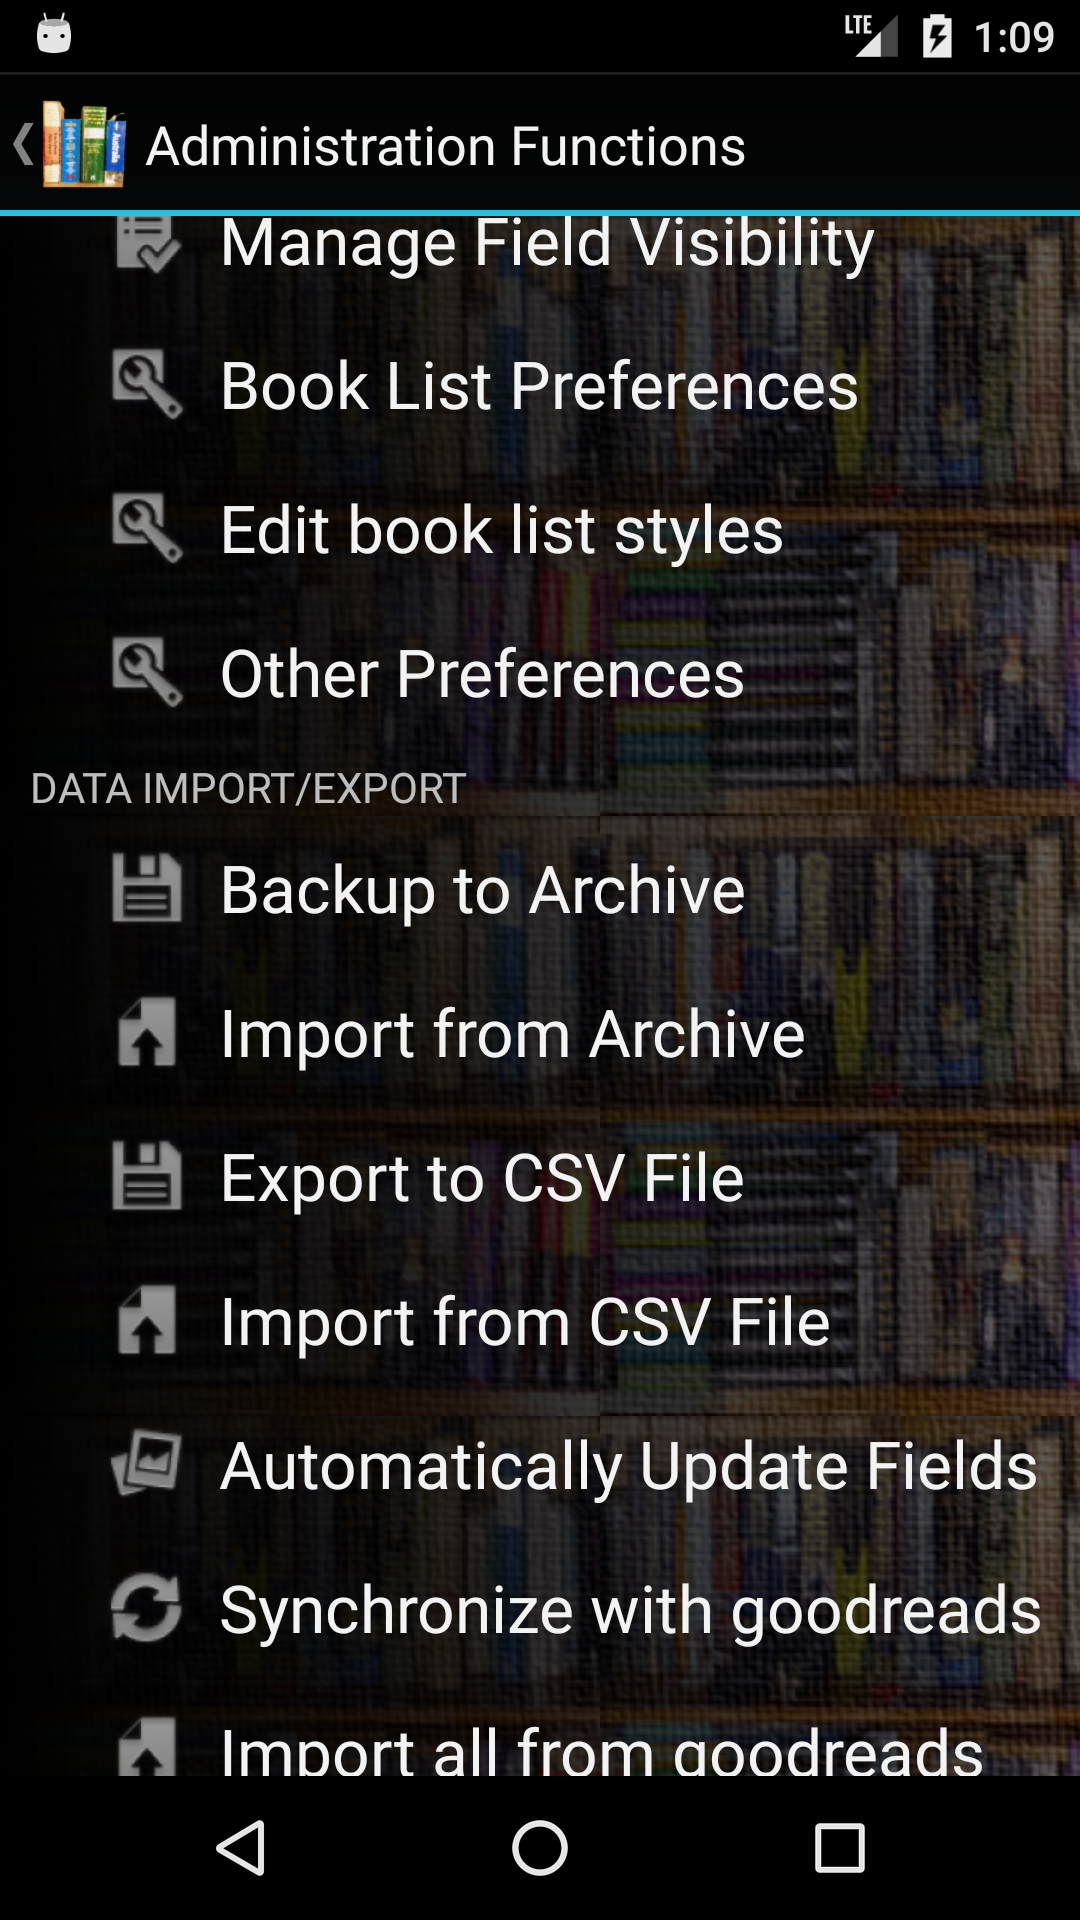 LTE 1:09
Administration Functions
Manage Field Visibility
Book List Preferences
Edit book list styles
Other Preferences
DATA IMPORT/EXPORT
Backup to Archive
Import from Archive
Export to CSV File
Import from CSV File
Automatically Update Fields
Synchronize with goodreads
Import all from goodreads